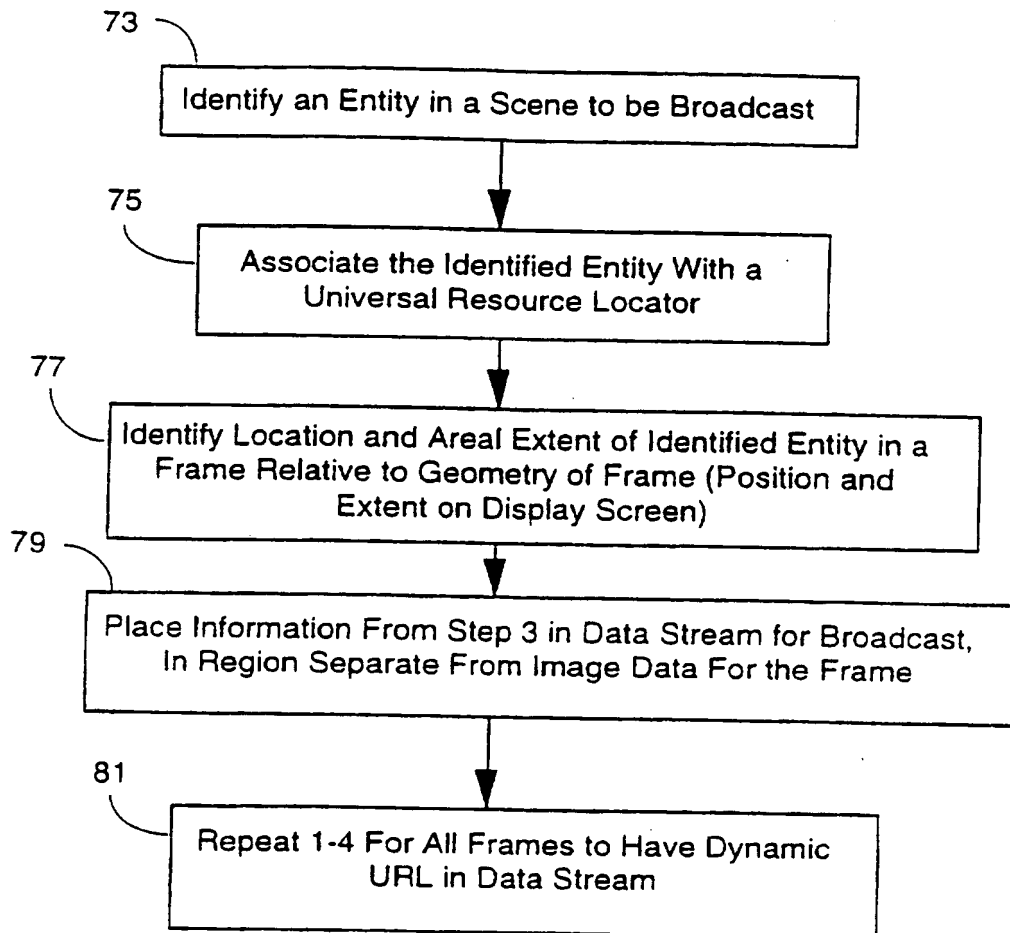 73
Identify an Entity in a Scene to be Broadcast
75
Associate the Identified Entity With a
Universal Resource Locator
77
Identify Location and Areal Extent of Identified Entity in a
Frame Relative to Geometry of Frame (Position and
Extent on Display Screen)
79
Place Information From Step 3 in Data Stream for Broadcast,
In Region Separate From Image Data For the Frame
81
Repeat 1-4 For All Frames to Have Dynamic
URL in Data Stream